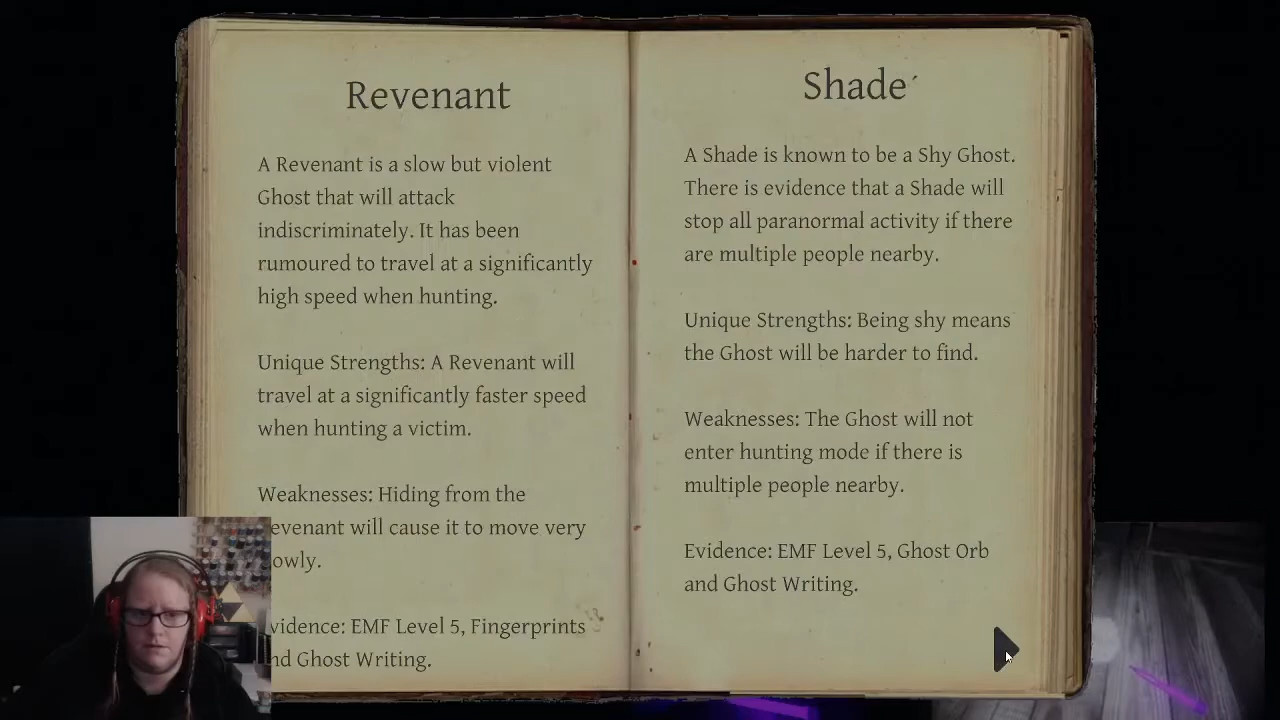 Revenant
A Revenant is a slow but violent
Ghost that will attack
indiscriminately. It has been
rumoured to travel at a significantly
high speed when hunting.
Unique Strengths: A Revenant will
travel at a significantly faster speed
when hunting a victim.
Weaknesses: Hiding from the
evenant will cause it to move very
owly.
vidence: EMF Level 5, Fingerprints
nd Ghost Writing.
Shade
A Shade is known to be a Shy Ghost.
There is evidence that a Shade will
stop all paranormal activity if there
are multiple people nearby.
Unique Strengths: Being shy means
the Ghost will be harder to find.
Weaknesses: The Ghost will not
enter hunting mode if there is
multiple people nearby.
Evidence: EMF Level 5, Ghost Orb
and Ghost Writing.